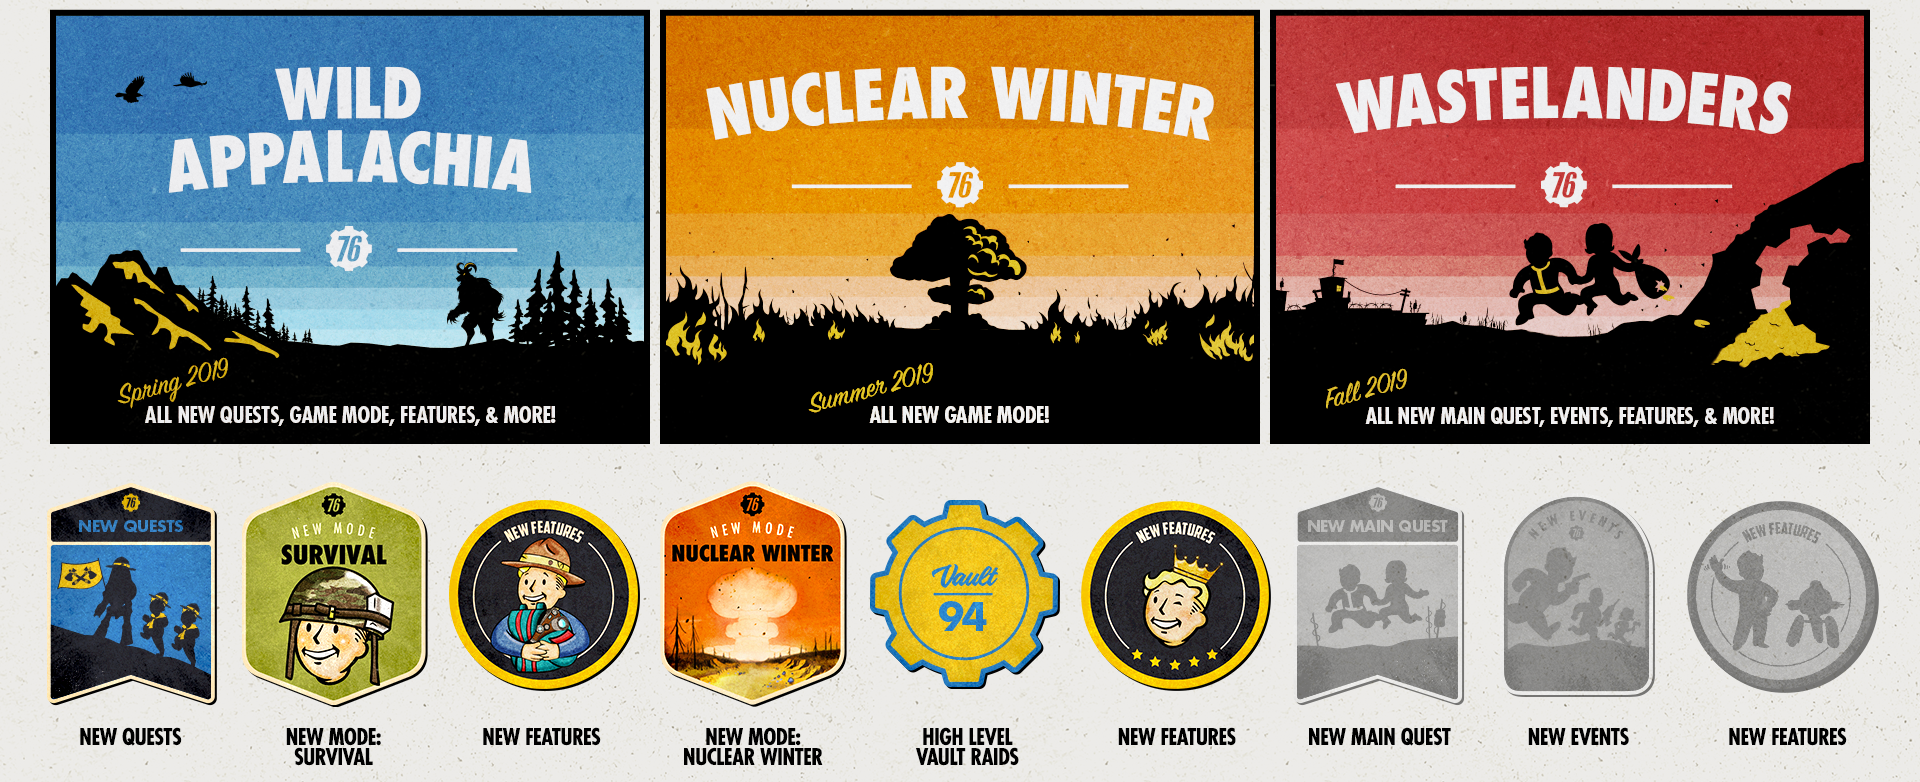 WILD
APPALACHIA
76
Spring 2019
ALL NEW QUESTS, GAME MODE, FEATURES, & MORE!
NUCLEAR WINTER
76
Summer 2019
ALL NEW GAME MODE!
WASTELANDERS
76
Fall 2019
ALL NEW MAIN QUEST, EVENTS, FEATURES, & MORE!
76
NEW QUESTS
NEW QUESTS
76
NEW MODE
SURVIVAL
NEW MODE:
SURVIVAL
NEW FEATURES
NEW FEATURES
76
NEW MODE
NUCLEAR WINTER
NEW MODE:
NUCLEAR WINTER
Vault
94
HIGH LEVEL
VAULT RAIDS
NEW FEATURES
NEW FEATURES
76
NEW MAIN QUEST
NEW MAIN QUEST
NEW EVENTS
76
NEW EVENTS
NEW FEATURES
NEW FEATURES